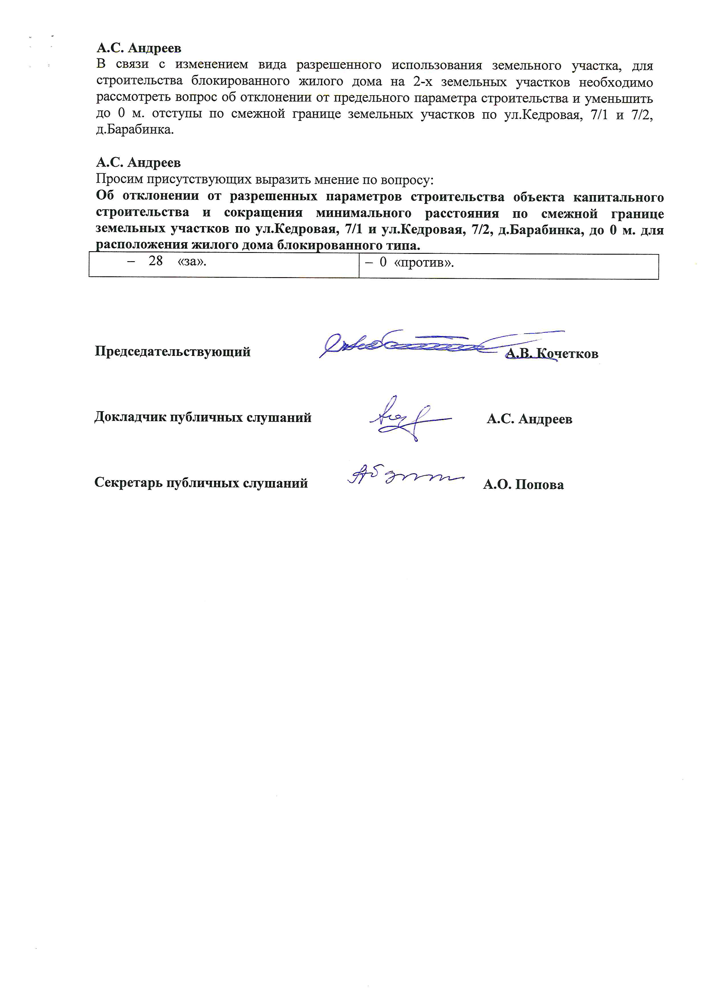 А.С. Андреев
В связи с изменением вида разрешенного использования земельного участка, для
строительства блокированного жилого дома на 2-х земельных участков необходимо
рассмотреть вопрос об отклонении от предельного параметра строительства и уменьшить
до 0 м. отступы по смежной границе земельных участков по ул.Кедровая, 7/1 и 7/2,
д.Барабинка.
А.С. Андреев
Просим присутствующих выразить мнение по вопросу:
Об отклонении от разрешенных параметров строительства объекта капитального
строительства и сокращения минимального расстояния по смежной границе
земельных участков по ул.Кедровая, 7/1 и ул.Кедровая, 7/2, д.Барабинка, до 0 м. для
расположения жилого дома блокированного типа.
– 28 «за». – 0 «против».
Председательствующий А.В. Кочетков
Докладчик публичных слушаний А.С. Андреев
Секретарь публичных слушаний А.О. Попова